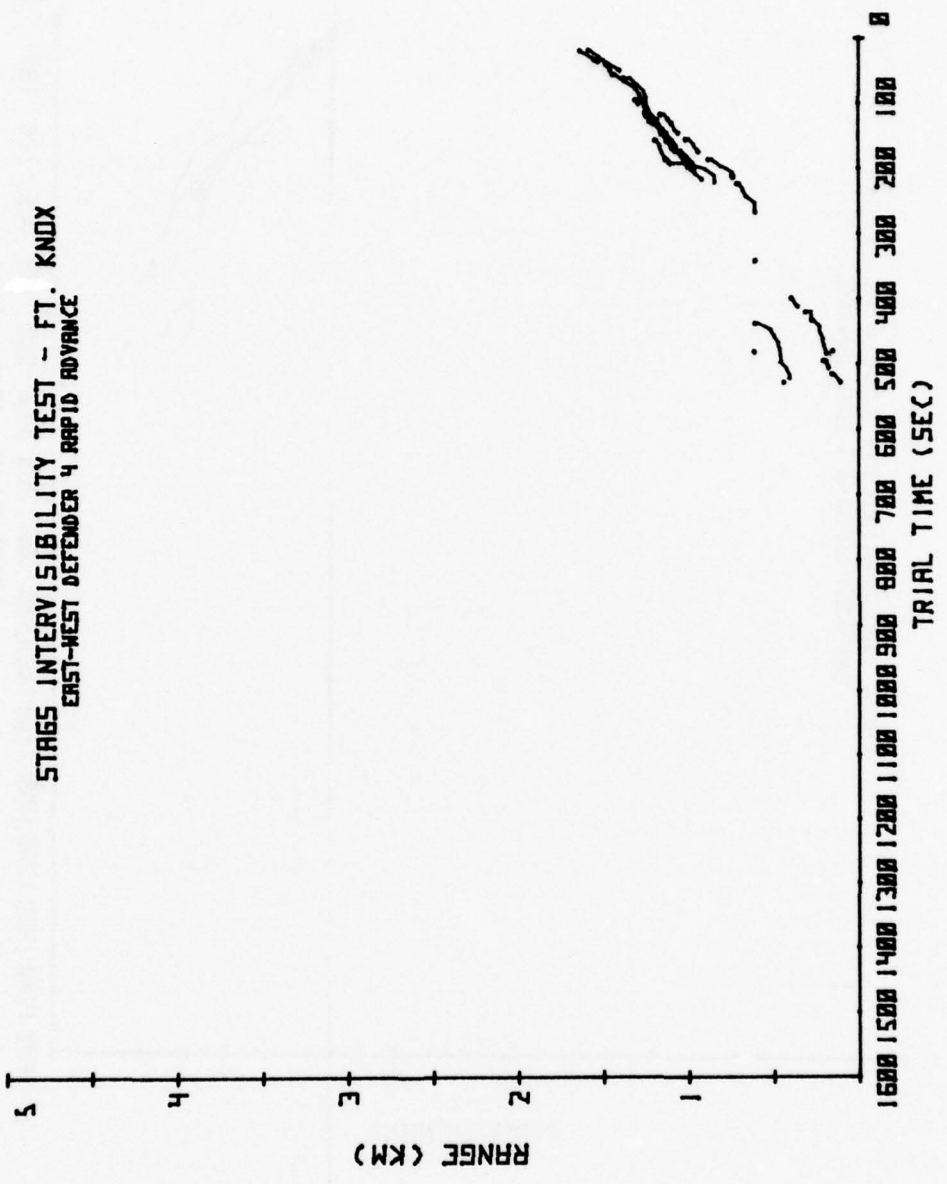 STAGS INTERVISIBILITY TEST - FT. KNOX
EAST-WEST DEFENDER 4 RAPID ADVANCE
5
4
3
2
1
RANGE (KM)
1600 1500 1400 1300 1200 1100 1000 900 800 700 600 500 400 300 200 100 0
TRIAL TIME (SEC)